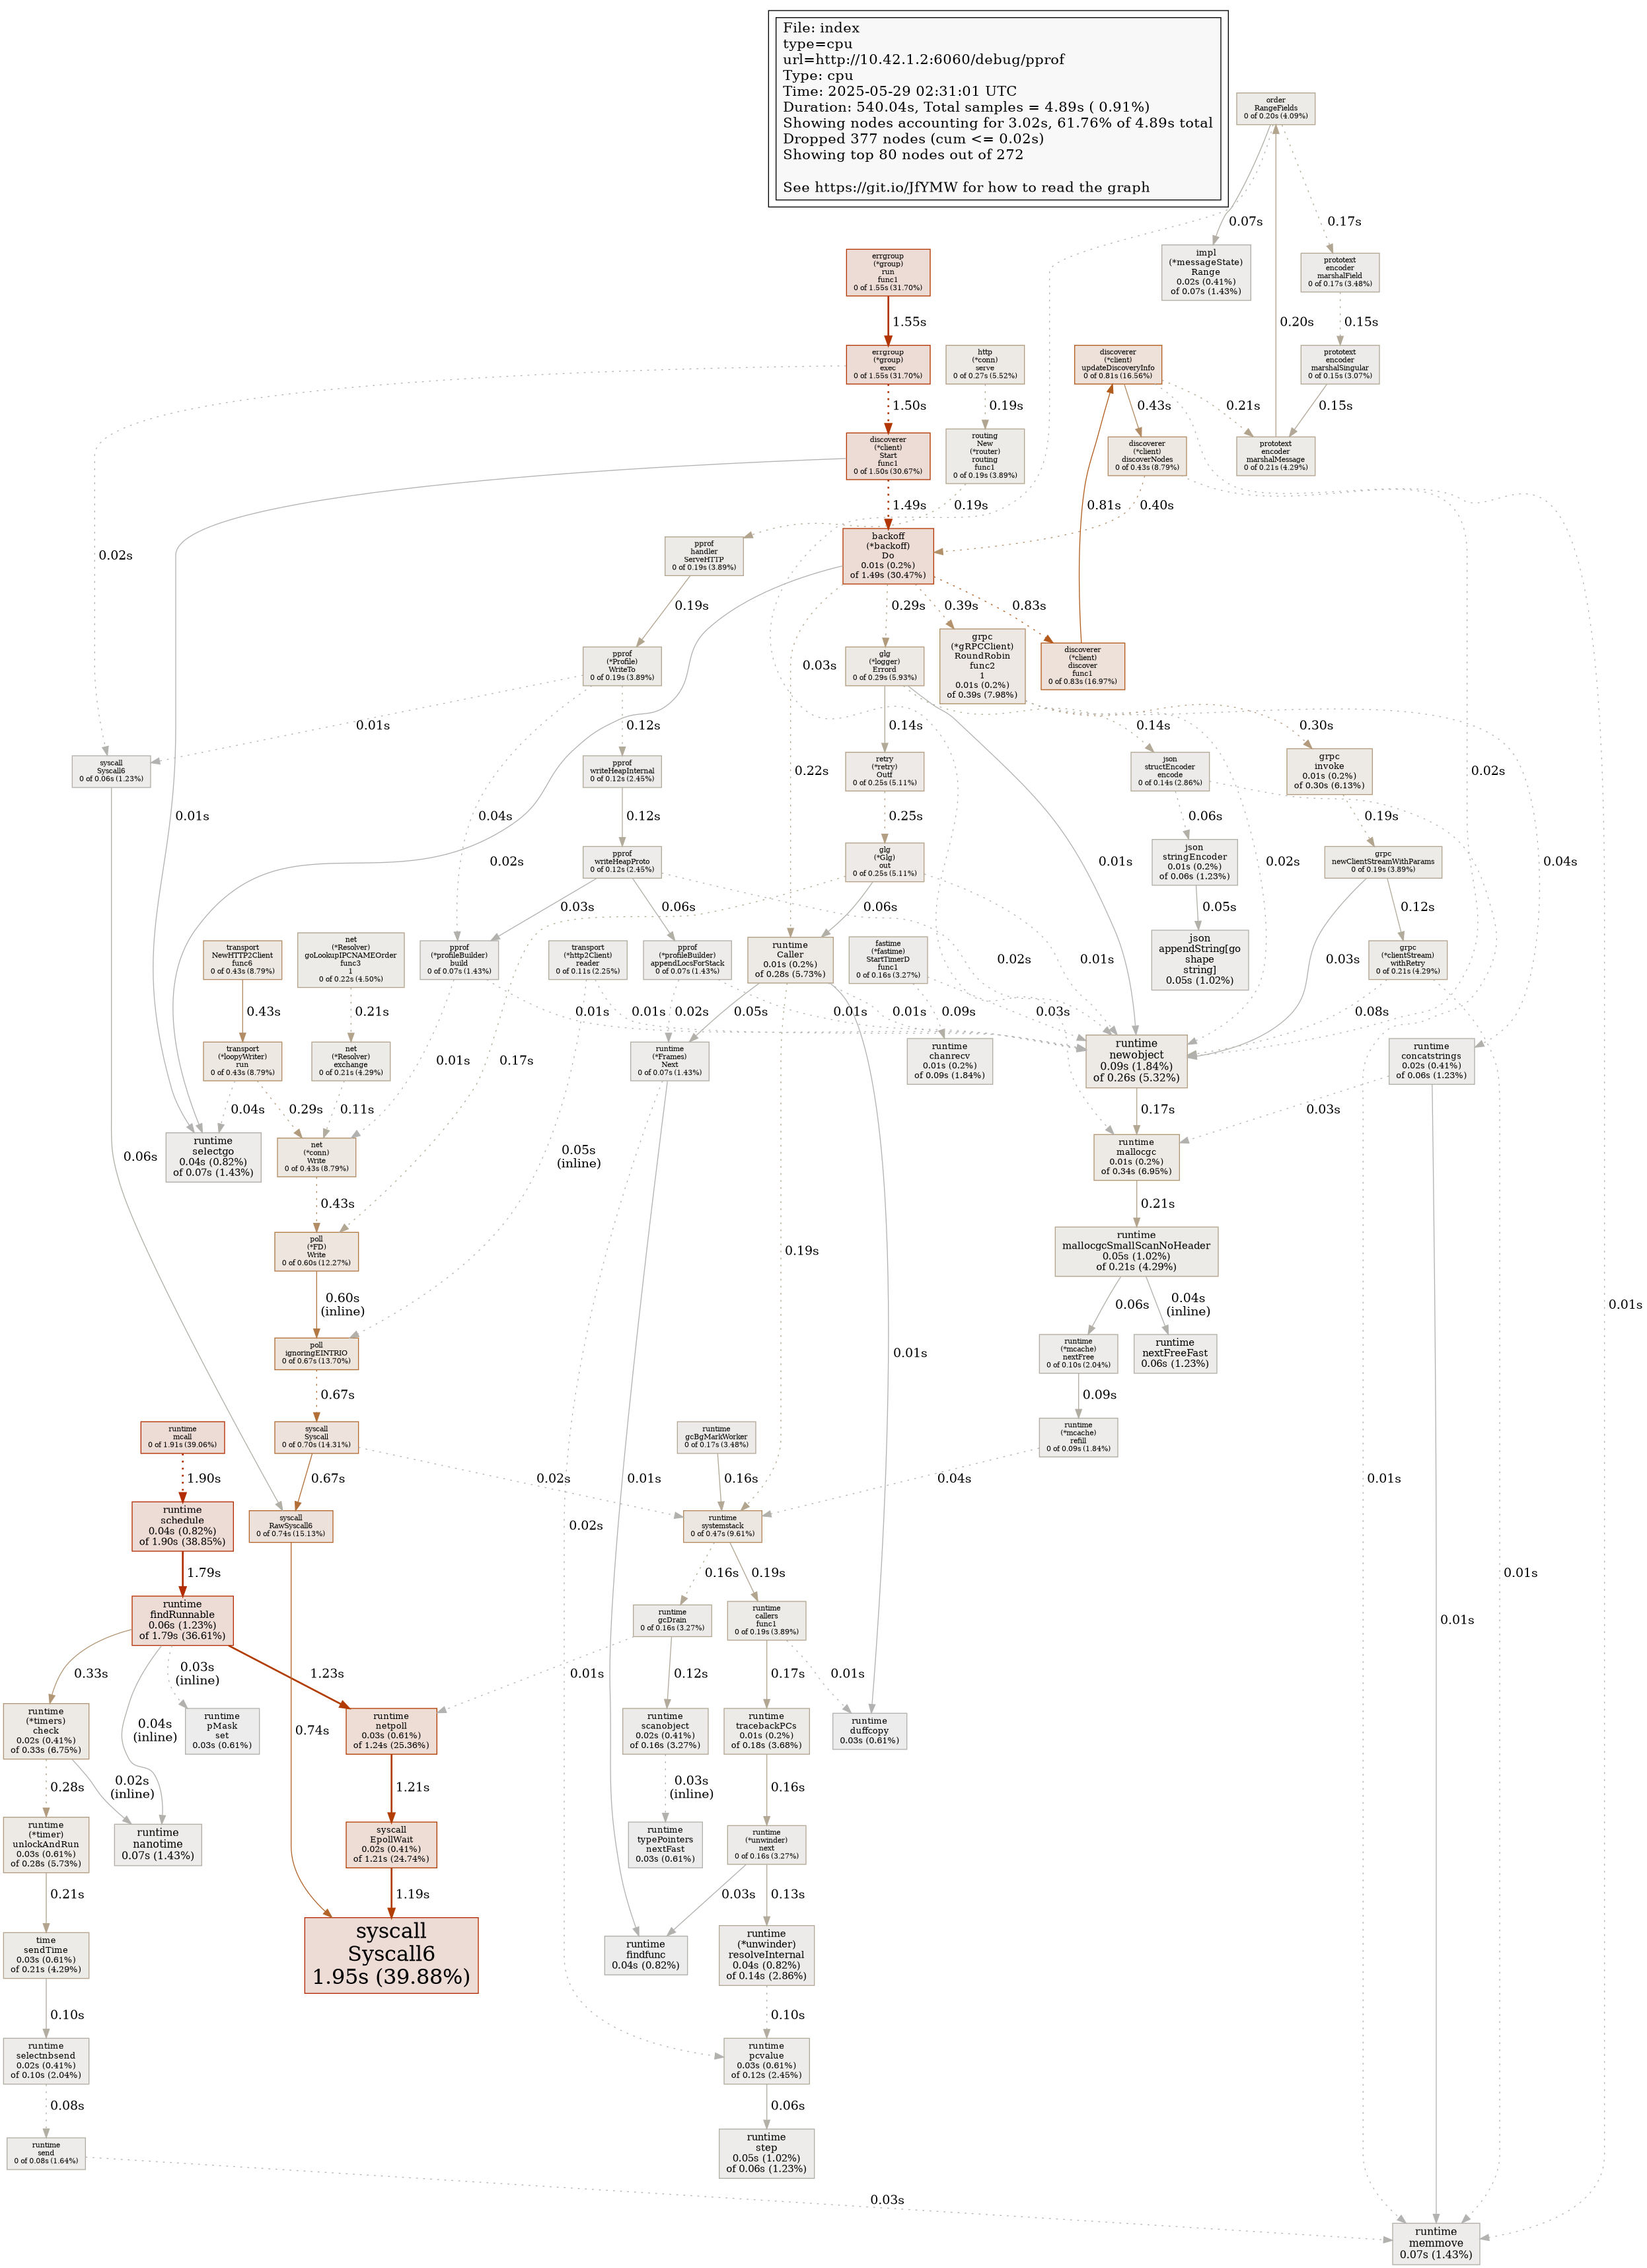 File: index
type=cpu
url=http://10.42.1.2:6060/debug/pprof
Type: cpu
Time: 2025-05-29 02:31:01 UTC
Duration: 540.04s, Total samples = 4.89s ( 0.91%)
Showing nodes accounting for 3.02s, 61.76% of 4.89s total
Dropped 377 nodes (cum <= 0.02s)
Showing top 80 nodes out of 272
See https://git.io/JfYMW for how to read the graph
order
RangeFields
0 of 0.20s (4.09%)
0.07s
0.17s
impl
(*messageState)
Range
0.02s (0.41%)
of 0.07s (1.43%)
prototext
encoder
marshalField
0 of 0.17s (3.48%)
errgroup
(*group)
run
func1
0 of 1.55s (31.70%)
1.55s
0.20s
0.15s
errgroup
(*group)
exec
0 of 1.55s (31.70%)
http
(*conn)
serve
0 of 0.27s (5.52%)
discoverer
(*client)
updateDiscoveryInfo
0 of 0.81s (16.56%)
prototext
encoder
marshalSingular
0 of 0.15s (3.07%)
1.50s
0.19s
0.43s
0.21s
0.15s
discoverer
(*client)
Start
func1
0 of 1.50s (30.67%)
routing
New
(*router)
routing
func1
0 of 0.19s (3.89%)
discoverer
(*client)
discoverNodes
0 of 0.43s (8.79%)
prototext
encoder
marshalMessage
0 of 0.21s (4.29%)
1.49s
0.19s
0.81s
0.40s
0.02s
pprof
handler
ServeHTTP
0 of 0.19s (3.89%)
backoff
(*backoff)
Do
0.01s (0.2%)
of 1.49s (30.47%)
0.19s
0.29s
0.39s
0.83s
pprof
(*Profile)
WriteTo
0 of 0.19s (3.89%)
0.03s
glg
(*logger)
Errord
0 of 0.29s (5.93%)
grpc
(*gRPCClient)
RoundRobin
func2
1
0.01s (0.2%)
of 0.39s (7.98%)
discoverer
(*client)
discover
func1
0 of 0.83s (16.97%)
0.01s
0.12s
0.14s
0.14s
0.30s
syscall
Syscall6
0 of 0.06s (1.23%)
pprof
writeHeapInternal
0 of 0.12s (2.45%)
0.22s
retry
(*retry)
Outf
0 of 0.25s (5.11%)
json
structEncoder
encode
0 of 0.14s (2.86%)
grpc
invoke
0.01s (0.2%)
of 0.30s (6.13%)
0.02s
0.01s
0.04s
0.12s
0.25s
0.06s
0.19s
0.02s
pprof
writeHeapProto
0 of 0.12s (2.45%)
glg
(*Glg)
out
0 of 0.25s (5.11%)
0.01s
json
stringEncoder
0.01s (0.2%)
of 0.06s (1.23%)
0.02s
grpc
newClientStreamWithParams
0 of 0.19s (3.89%)
0.04s
0.03s
0.06s
0.06s
0.05s
0.12s
transport
NewHTTP2Client
func6
0 of 0.43s (8.79%)
net
(*Resolver)
goLookupIPCNAMEOrder
func3
1
0 of 0.22s (4.50%)
pprof
(*profileBuilder)
build
0 of 0.07s (1.43%)
transport
(*http2Client)
reader
0 of 0.11s (2.25%)
pprof
(*profileBuilder)
appendLocsForStack
0 of 0.07s (1.43%)
runtime
Caller
0.01s (0.2%)
of 0.28s (5.73%)
fastime
(*fastime)
StartTimerD
func1
0 of 0.16s (3.27%)
0.02s
0.01s
json
appendString[go
shape
string]
0.05s (1.02%)
0.03s
grpc
(*clientStream)
withRetry
0 of 0.21s (4.29%)
0.43s
0.21s
0.01s
0.01s
0.02s
0.05s
0.01s
0.01s
0.09s
0.03s
0.08s
transport
(*loopyWriter)
run
0 of 0.43s (8.79%)
net
(*Resolver)
exchange
0 of 0.21s (4.29%)
0.01s
0.17s
runtime
(*Frames)
Next
0 of 0.07s (1.43%)
runtime
chanrecv
0.01s (0.2%)
of 0.09s (1.84%)
runtime
newobject
0.09s (1.84%)
of 0.26s (5.32%)
runtime
concatstrings
0.02s (0.41%)
of 0.06s (1.23%)
0.04s
0.29s
0.11s
0.17s
0.03s
runtime
selectgo
0.04s (0.82%)
of 0.07s (1.43%)
net
(*conn)
Write
0 of 0.43s (8.79%)
0.06s
0.05s
(inline)
runtime
mallocgc
0.01s (0.2%)
of 0.34s (6.95%)
0.43s
0.21s
poll
(*FD)
Write
0 of 0.60s (12.27%)
0.19s
runtime
mallocgcSmallScanNoHeader
0.05s (1.02%)
of 0.21s (4.29%)
0.60s
(inline)
0.06s
0.04s
(inline)
0.01s
poll
ignoringEINTRIO
0 of 0.67s (13.70%)
0.01s
runtime
(*mcache)
nextFree
0 of 0.10s (2.04%)
runtime
nextFreeFast
0.06s (1.23%)
0.67s
0.09s
runtime
mcall
0 of 1.91s (39.06%)
syscall
Syscall
0 of 0.70s (14.31%)
runtime
gcBgMarkWorker
0 of 0.17s (3.48%)
runtime
(*mcache)
refill
0 of 0.09s (1.84%)
1.90s
0.67s
0.02s
0.01s
0.16s
0.04s
0.01s
runtime
schedule
0.04s (0.82%)
of 1.90s (38.85%)
syscall
RawSyscall6
0 of 0.74s (15.13%)
0.02s
runtime
systemstack
0 of 0.47s (9.61%)
1.79s
0.16s
0.19s
0.01s
runtime
findRunnable
0.06s (1.23%)
of 1.79s (36.61%)
runtime
gcDrain
0 of 0.16s (3.27%)
runtime
callers
func1
0 of 0.19s (3.89%)
0.01s
0.33s
0.03s
(inline)
1.23s
0.01s
0.12s
0.17s
0.01s
runtime
(*timers)
check
0.02s (0.41%)
of 0.33s (6.75%)
0.04s
(inline)
runtime
pMask
set
0.03s (0.61%)
0.74s
runtime
netpoll
0.03s (0.61%)
of 1.24s (25.36%)
runtime
scanobject
0.02s (0.41%)
of 0.16s (3.27%)
runtime
tracebackPCs
0.01s (0.2%)
of 0.18s (3.68%)
runtime
duffcopy
0.03s (0.61%)
0.28s
0.02s
(inline)
1.21s
0.03s
(inline)
0.16s
runtime
(*timer)
unlockAndRun
0.03s (0.61%)
of 0.28s (5.73%)
runtime
nanotime
0.07s (1.43%)
syscall
EpollWait
0.02s (0.41%)
of 1.21s (24.74%)
runtime
typePointers
nextFast
0.03s (0.61%)
runtime
(*unwinder)
next
0 of 0.16s (3.27%)
0.21s
1.19s
0.03s
0.13s
time
sendTime
0.03s (0.61%)
of 0.21s (4.29%)
syscall
Syscall6
1.95s (39.88%)
runtime
findfunc
0.04s (0.82%)
runtime
(*unwinder)
resolveInternal
0.04s (0.82%)
of 0.14s (2.86%)
0.10s
0.10s
runtime
selectnbsend
0.02s (0.41%)
of 0.10s (2.04%)
runtime
pcvalue
0.03s (0.61%)
of 0.12s (2.45%)
0.08s
0.06s
runtime
send
0 of 0.08s (1.64%)
runtime
step
0.05s (1.02%)
of 0.06s (1.23%)
0.03s
runtime
memmove
0.07s (1.43%)